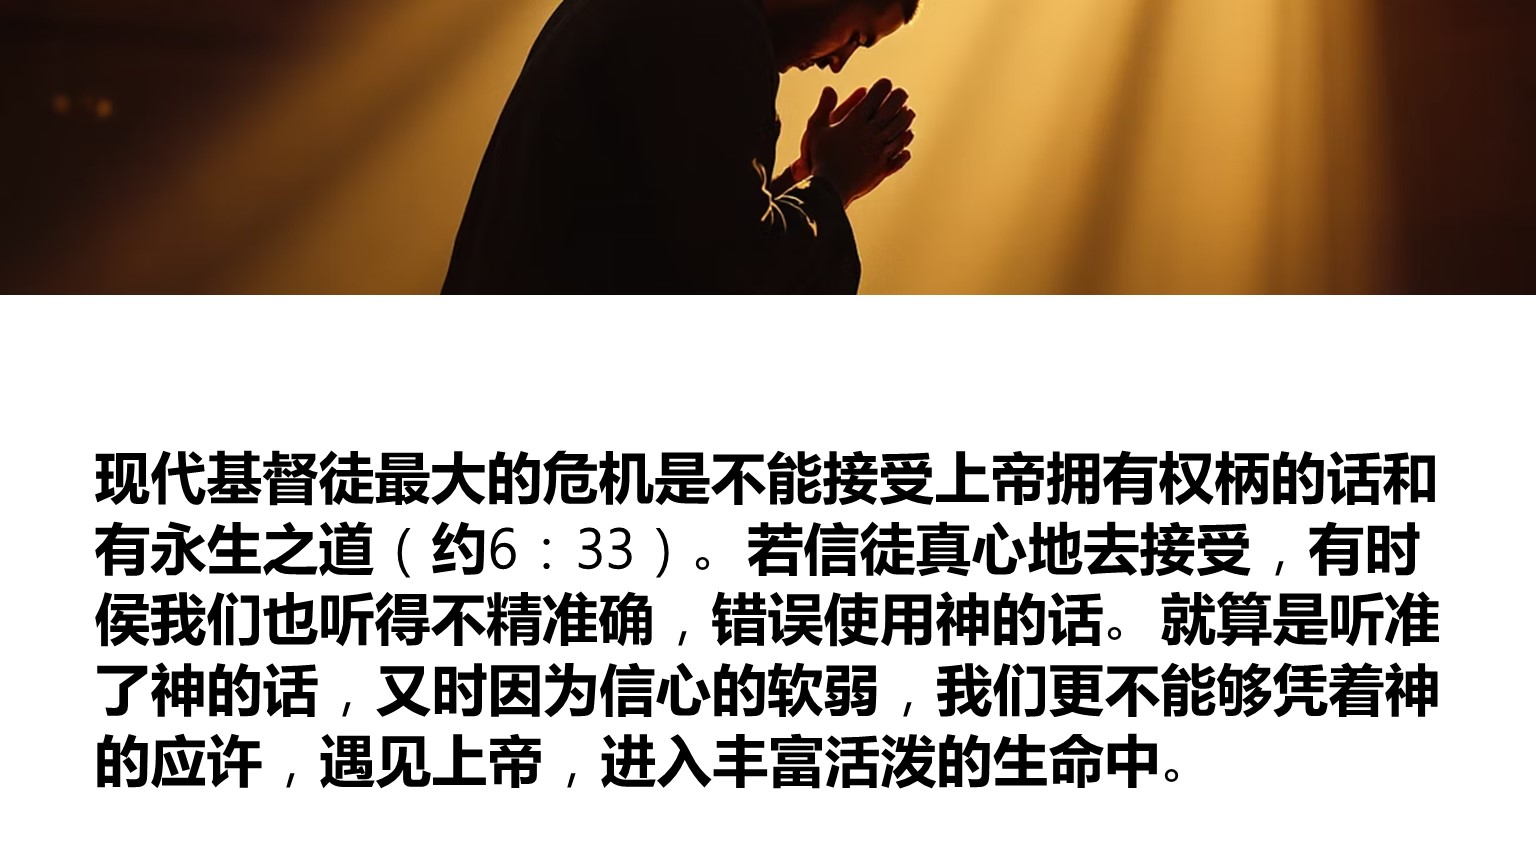 现代基督徒最大的危机是不能接受上帝拥有权柄的话和
有永生之道（约6：33）。若信徒真心地去接受，有时
侯我们也听得不精准确，错误使用神的话。就算是听准
了神的话，又时因为信心的软弱，我们更不能够凭着神
的应许，遇见上帝，进入丰富活泼的生命中。